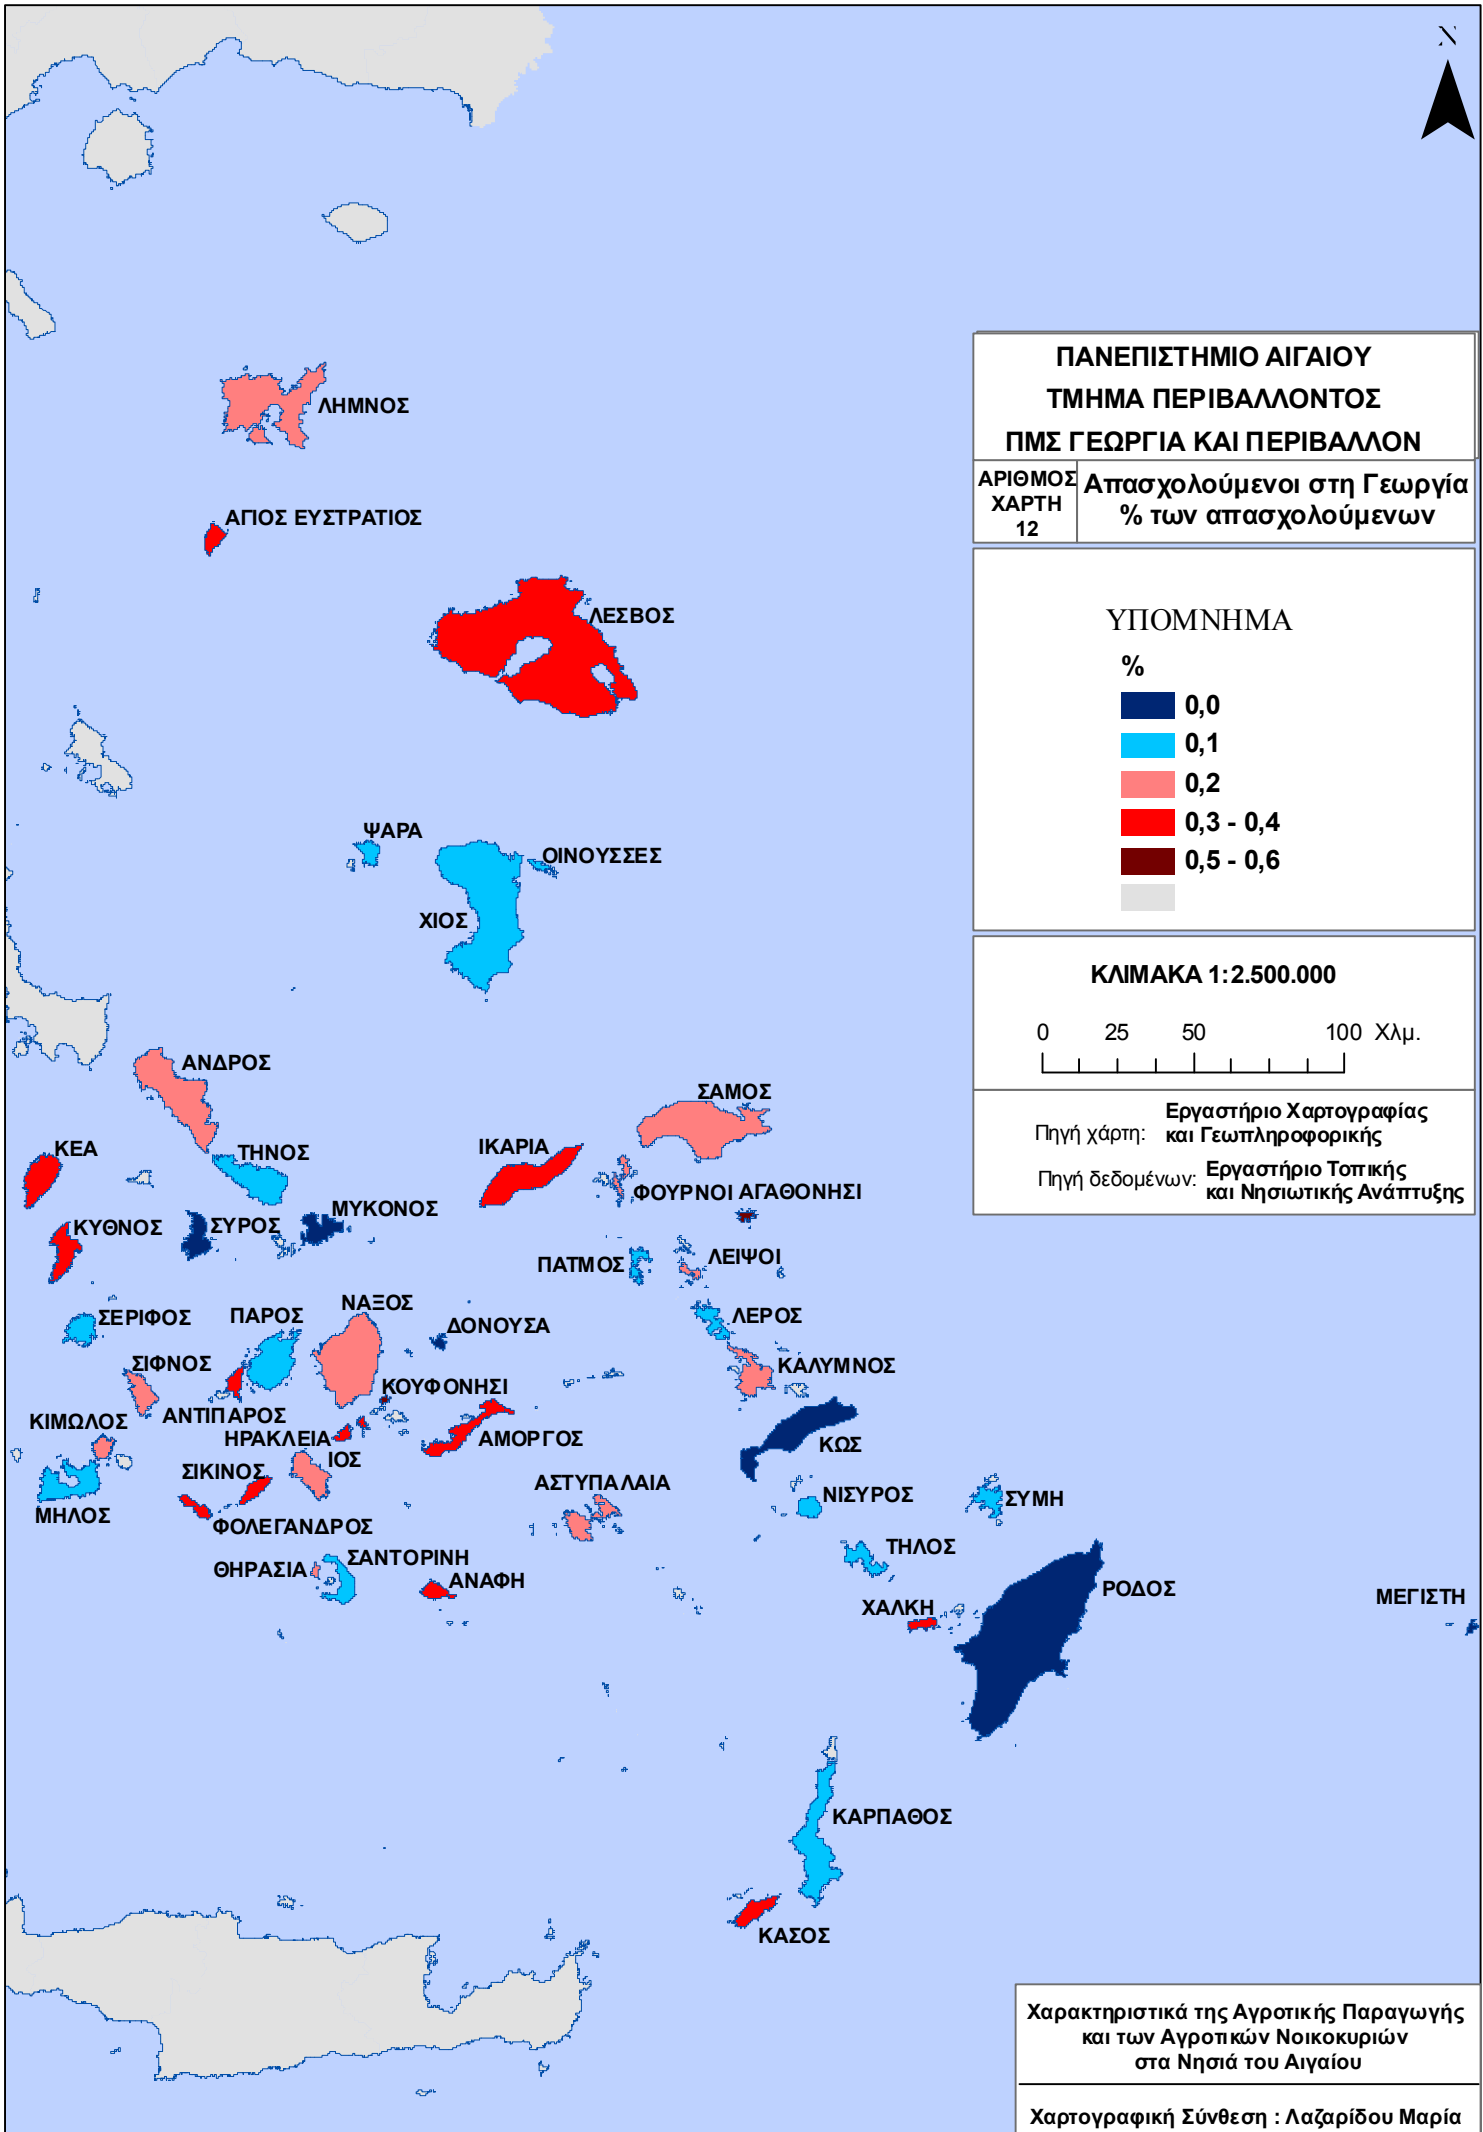 N
ΠΑΝΕΠΙΣΤΗΜΙΟ ΑΙΓΑΙΟΥ
ΤΜΗΜΑ ΠΕΡΙΒΑΛΛΟΝΤΟΣ
ΠΜΣ ΓΕΩΡΓΙΑ ΚΑΙ ΠΕΡΙΒΑΛΛΟΝ
ΑΡΙΘΜΟΣ
ΧΑΡΤΗ
12
Απασχολούμενοι στη Γεωργία
% των απασχολούμενων
ΥΠΟΜΝΗΜΑ
%
0,0
0,1
0,2
0,3 - 0,4
0,5 - 0,6
ΚΛΙΜΑΚΑ 1:2.500.000
0 25 50 100 Χλμ.
Πηγή χάρτη: Εργαστήριο Χαρτογραφίας
και Γεωπληροφορικής
Πηγή δεδομένων: Εργαστήριο Τοπικής
και Νησιωτικής Ανάπτυξης
ΛΗΜΝΟΣ
ΑΓΙΟΣ ΕΥΣΤΡΑΤΙΟΣ
ΛΕΣΒΟΣ
ΨΑΡΑ
ΟΙΝΟΥΣΣΕΣ
ΧΙΟΣ
ΑΝΔΡΟΣ
ΣΑΜΟΣ
ΚΕΑ
ΤΗΝΟΣ
ΙΚΑΡΙΑ
ΦΟΥΡΝΟΙ
ΑΓΑΘΟΝΗΣΙ
ΚΥΘΝΟΣ
ΣΥΡΟΣ
ΜΥΚΟΝΟΣ
ΠΑΤΜΟΣ
ΛΕΙΨΟΙ
ΣΕΡΙΦΟΣ
ΠΑΡΟΣ
ΝΑΞΟΣ
ΔΟΝΟΥΣΑ
ΛΕΡΟΣ
ΣΙΦΝΟΣ
ΚΑΛΥΜΝΟΣ
ΚΟΥΦΟΝΗΣΙ
ΑΝΤΙΠΑΡΟΣ
ΚΙΜΩΛΟΣ
ΗΡΑΚΛΕΙΑ
ΑΜΟΡΓΟΣ
ΚΩΣ
ΙΟΣ
ΣΙΚΙΝΟΣ
ΑΣΤΥΠΑΛΑΙΑ
ΝΙΣΥΡΟΣ
ΣΥΜΗ
ΜΗΛΟΣ
ΦΟΛΕΓΑΝΔΡΟΣ
ΤΗΛΟΣ
ΣΑΝΤΟΡΙΝΗ
ΘΗΡΑΣΙΑ
ΑΝΑΦΗ
ΡΟΔΟΣ
ΜΕΓΙΣΤΗ
ΧΑΛΚΗ
ΚΑΡΠΑΘΟΣ
ΚΑΣΟΣ
Χαρακτηριστικά της Αγροτικής Παραγωγής
και των Αγροτικών Νοικοκυριών
στα Νησιά του Αιγαίου
Χαρτογραφική Σύνθεση : Λαζαρίδου Μαρία